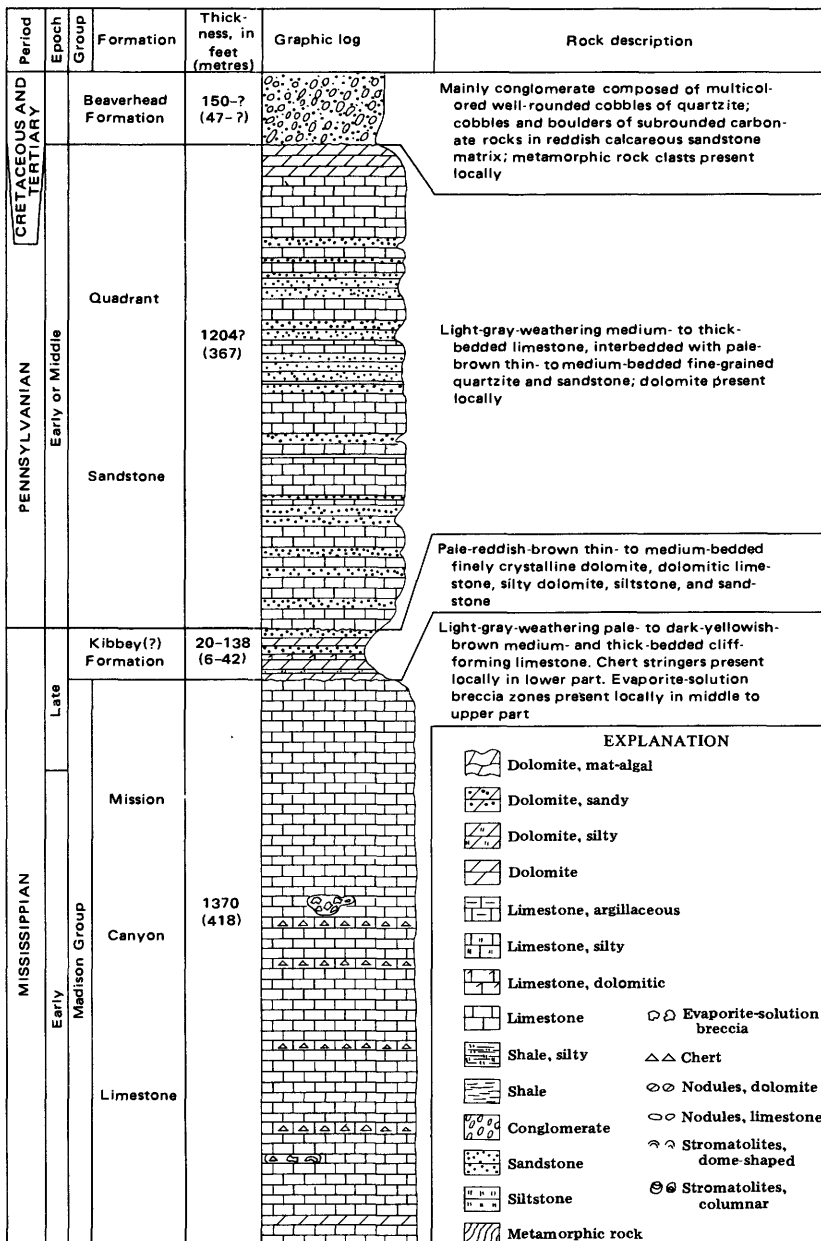 Period
Epoch
Group
Formation
Thick-
ness, in
feet
(metres)
Graphic log
Rock description
CRETACEOUS AND
TERTIARY
Beaverhead
Formation
150-?
(47-?)
Mainly conglomerate composed of multicol-
ored well-rounded cobbles of quartzite;
cobbles and boulders of subrounded carbon-
ate rocks in reddish calcareous sandstone
matrix; metamorphic rock clasts present
locally
PENNSYLVANIAN
Early or Middle
Quadrant
Sandstone
1204?
(367)
Light-gray-weathering medium- to thick-
bedded limestone, interbedded with pale-
brown thin- to medium-bedded fine-grained
quartzite and sandstone; dolomite present
locally
MISSISSIPPIAN
Late
Kibbey(?)
Formation
20-138
(6-42)
Pale-reddish-brown thin- to medium-bedded
finely crystalline dolomite, dolomitic lime-
stone, silty dolomite, siltstone, and sand-
stone
Early
Madison Group
Mission
Canyon
Limestone
1370
(418)
Light-gray-weathering pale- to dark-yellowish-
brown medium- and thick-bedded cliff-
forming limestone. Chert stringers present
locally in lower part. Evaporite-solution
breccia zones present locally in middle to
upper part
EXPLANATION
Dolomite, mat-algal
Dolomite, sandy
Dolomite, silty
Dolomite
Limestone, argillaceous
Limestone, silty
Limestone, dolomitic
Limestone
Shale, silty
Shale
Conglomerate
Sandstone
Siltstone
Metamorphic rock
Evaporite-solution
breccia
Chert
Nodules, dolomite
Nodules, limestone
Stromatolites,
dome-shaped
Stromatolites,
columnar